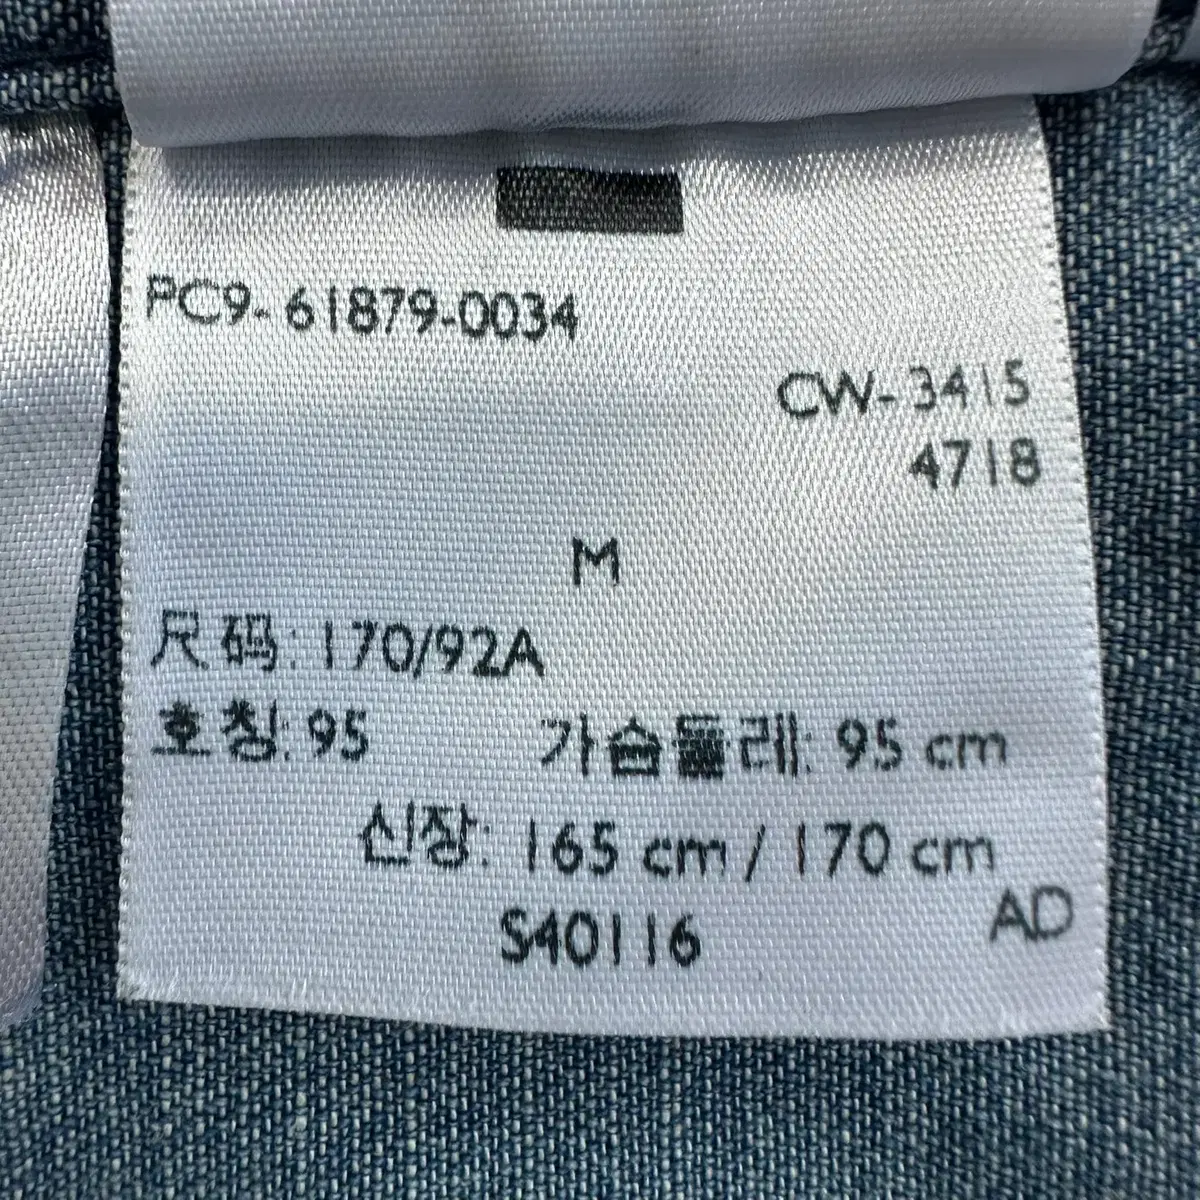 PC9-61879-0034
CW-3415
4718
M
尺码: 170/92A
호칭: 95 가슴둘레: 95 cm
신장: 165 cm / 170 cm
S40116 AD